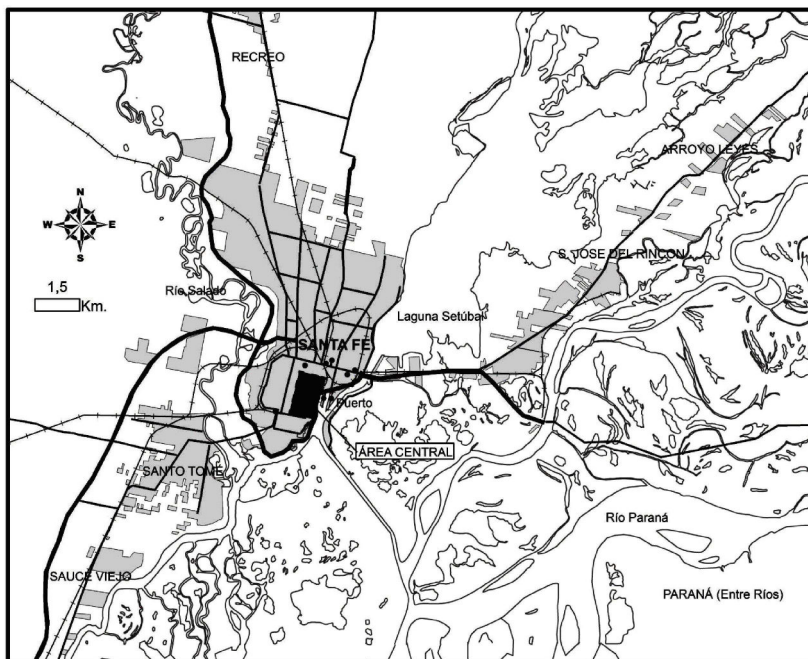 RECREO
ARROYO LEYES
N
W E
S
S. JOSE DEL RINCON
1,5
Km.
Río Salado
Laguna Setúbal
SANTA FE
Puerto
ÁREA CENTRAL
SANTO TOMÉ
Río Paraná
SAUCE VIEJO
PARANÁ (Entre Ríos)